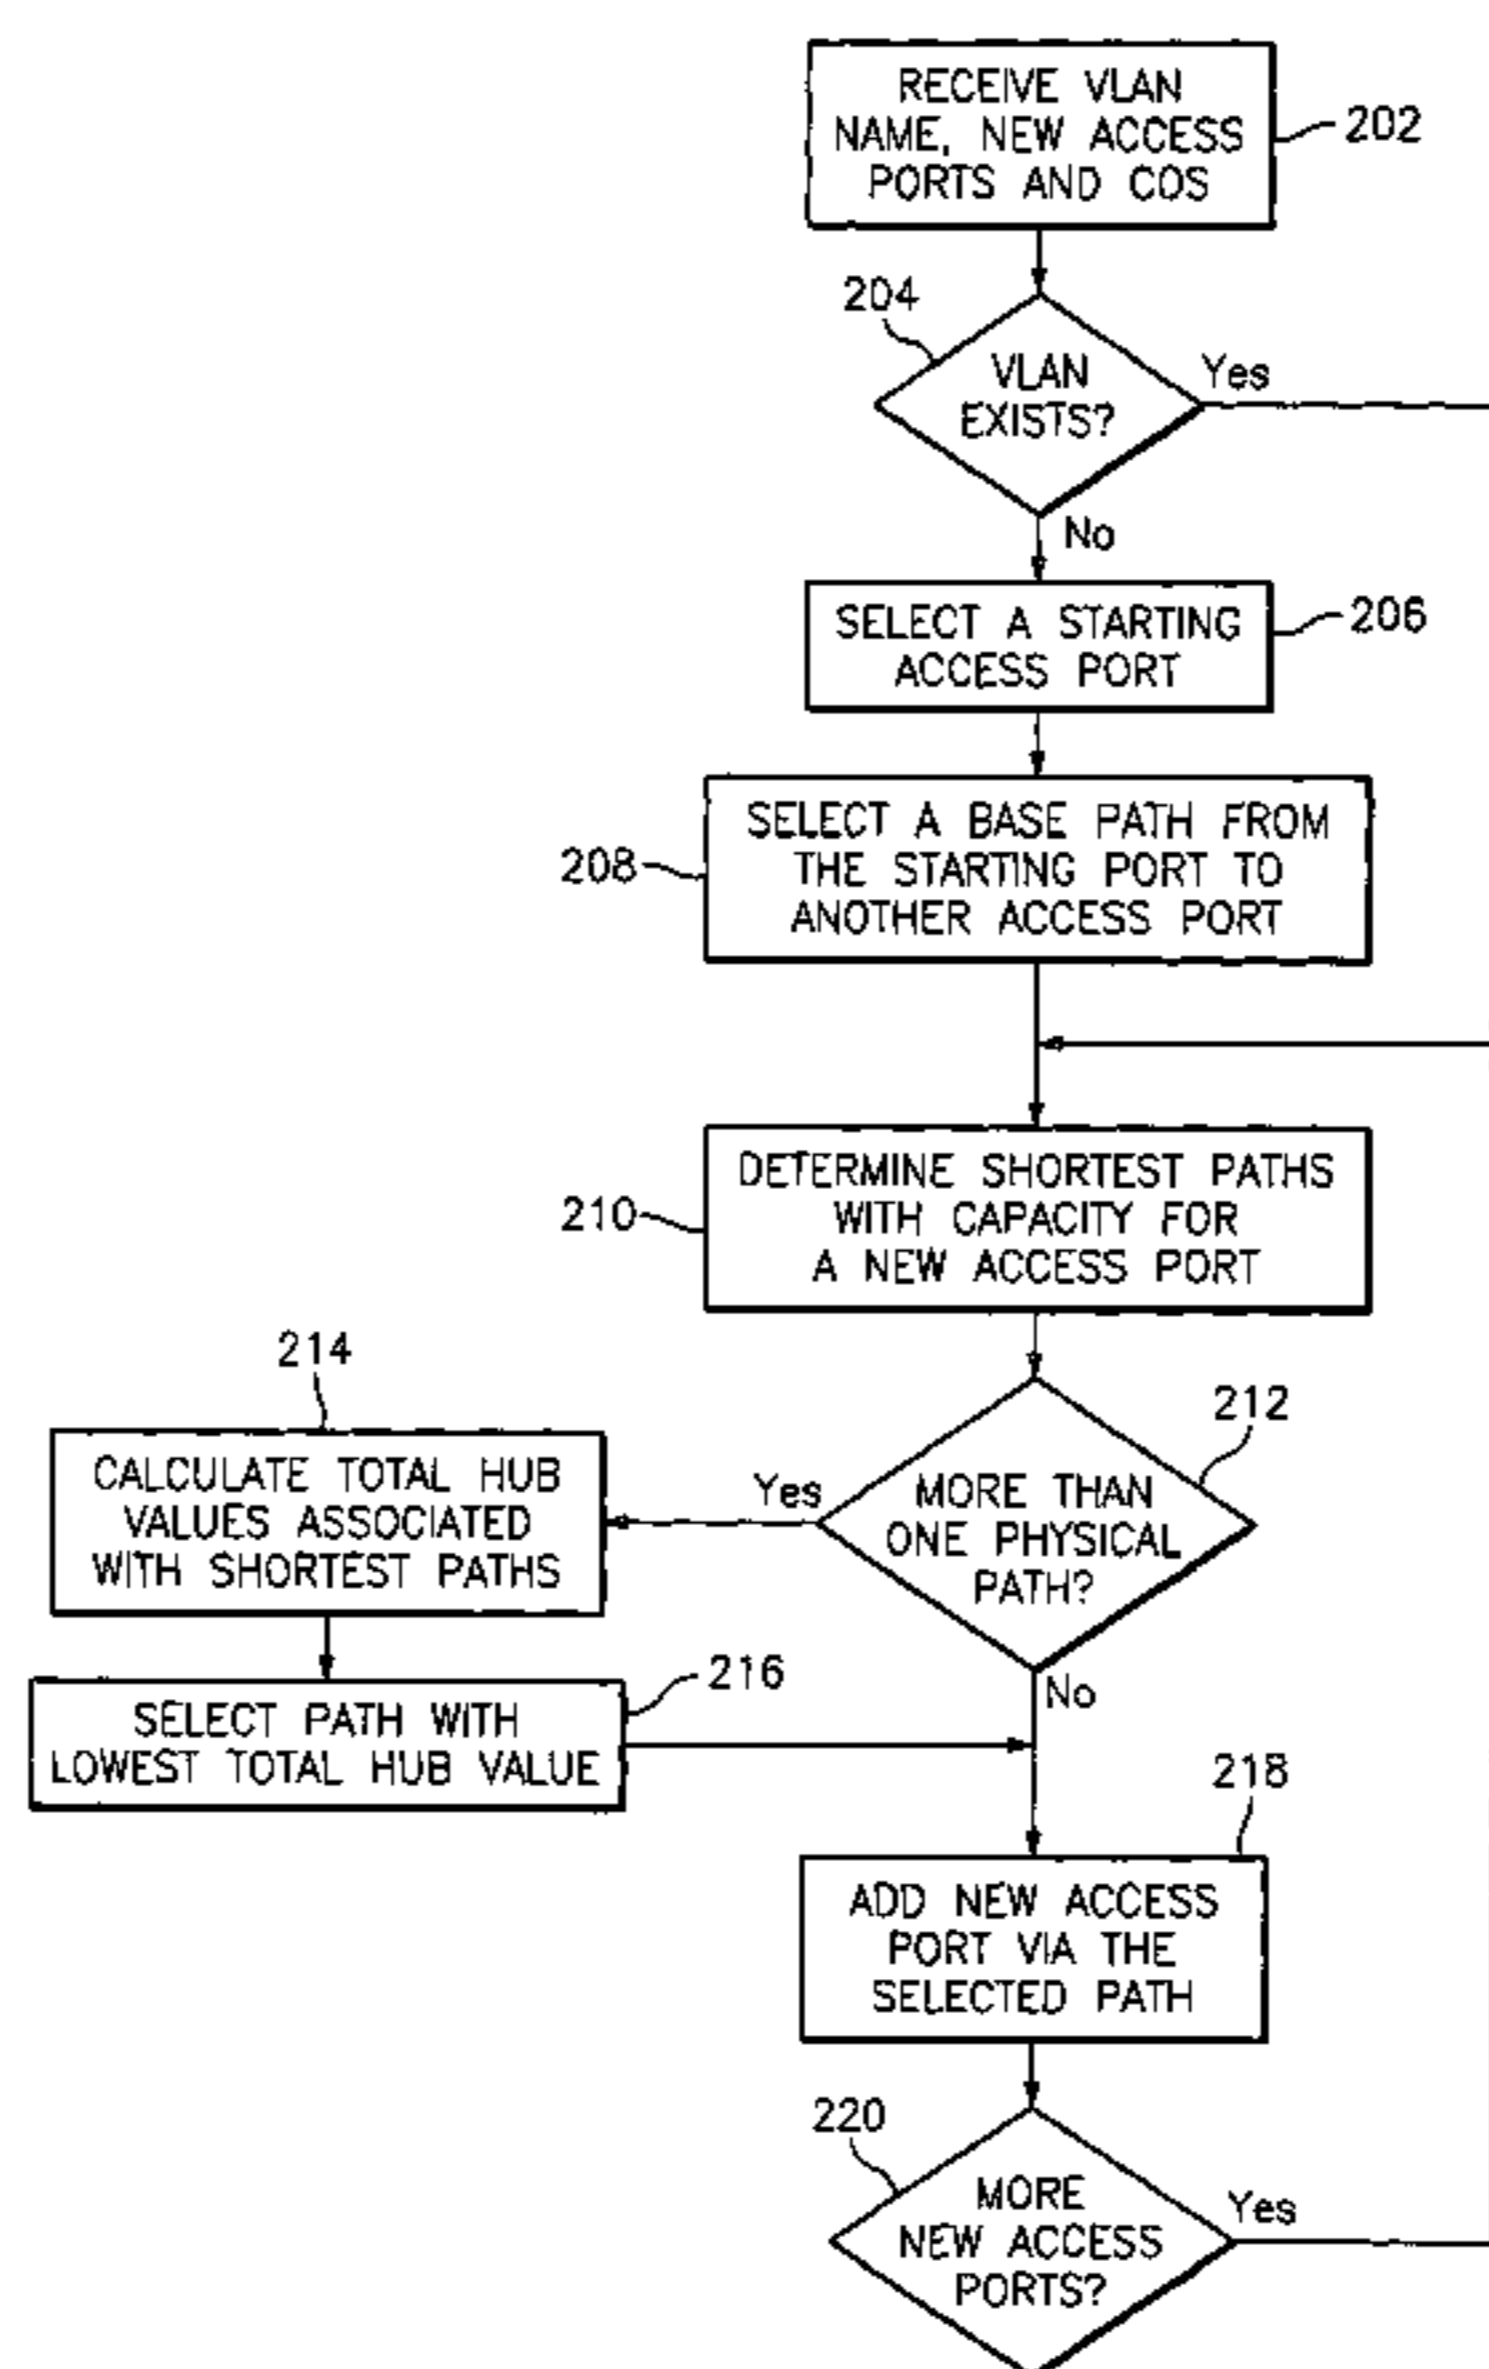 RECEIVE VLAN
NAME, NEW ACCESS
PORTS AND COS
202
204
VLAN
EXISTS?
Yes
No
SELECT A STARTING
ACCESS PORT
206
SELECT A BASE PATH FROM
THE STARTING PORT TO
ANOTHER ACCESS PORT
208
DETERMINE SHORTEST PATHS
WITH CAPACITY FOR
A NEW ACCESS PORT
210
212
MORE THAN
ONE PHYSICAL
PATH?
Yes
No
214
CALCULATE TOTAL HUB
VALUES ASSOCIATED
WITH SHORTEST PATHS
216
SELECT PATH WITH
LOWEST TOTAL HUB VALUE
218
ADD NEW ACCESS
PORT VIA THE
SELECTED PATH
220
MORE
NEW ACCESS
PORTS?
Yes